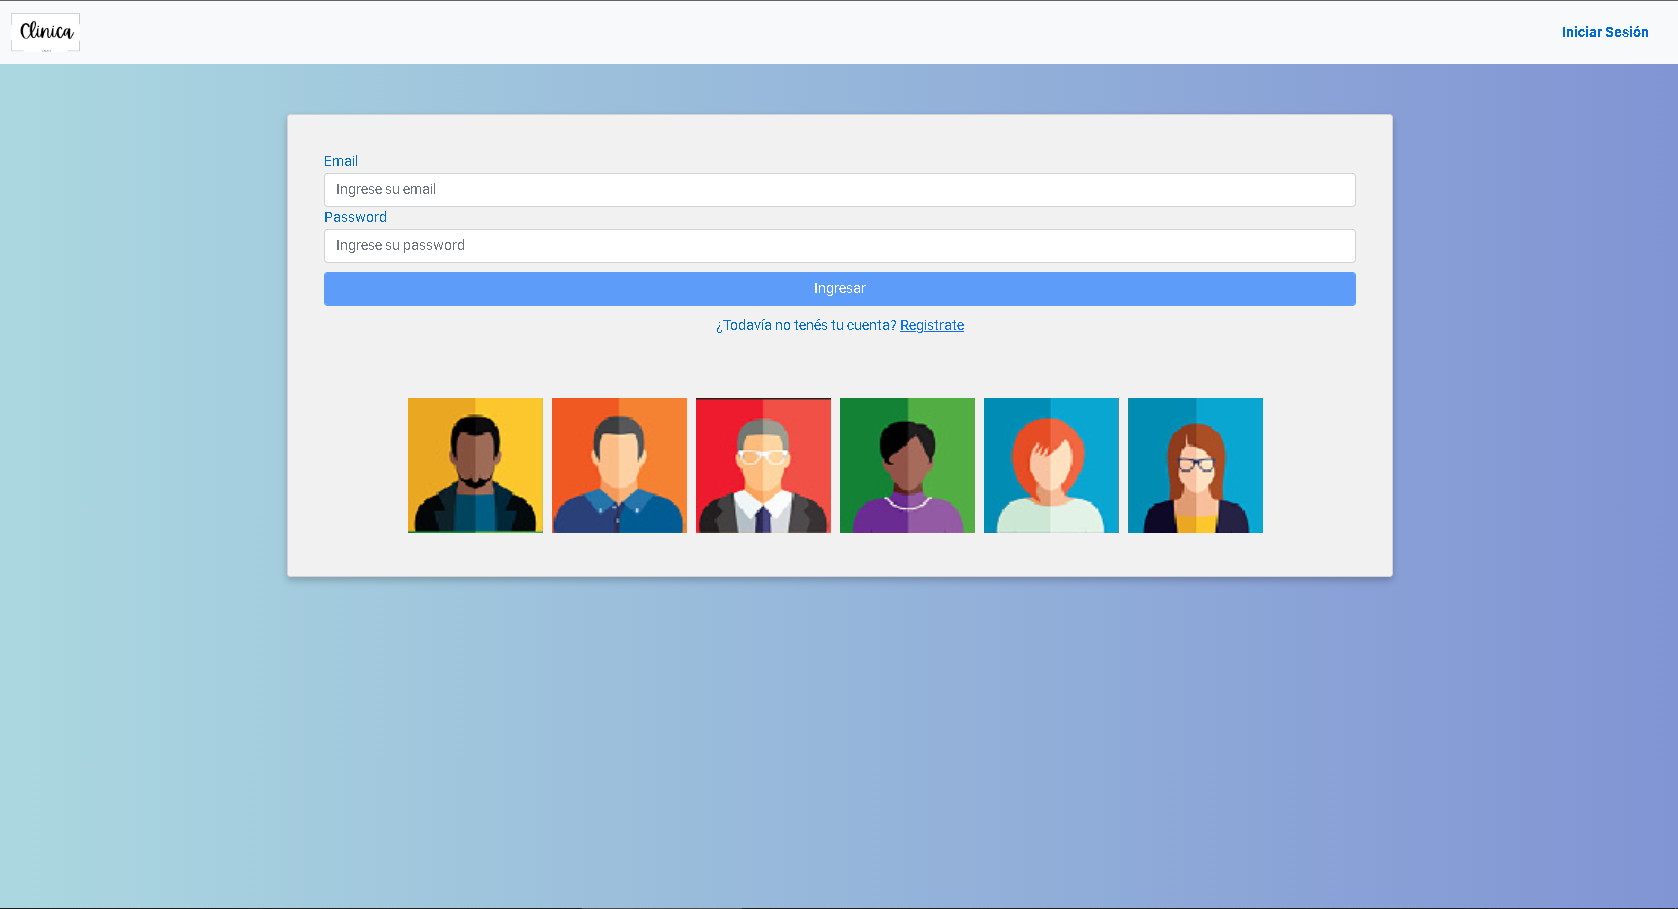 Clinica
Iniciar Sesión
Email
Ingrese su email
Password
Ingrese su password
Ingresar
¿Todavía no tenés tu cuenta? Registrate